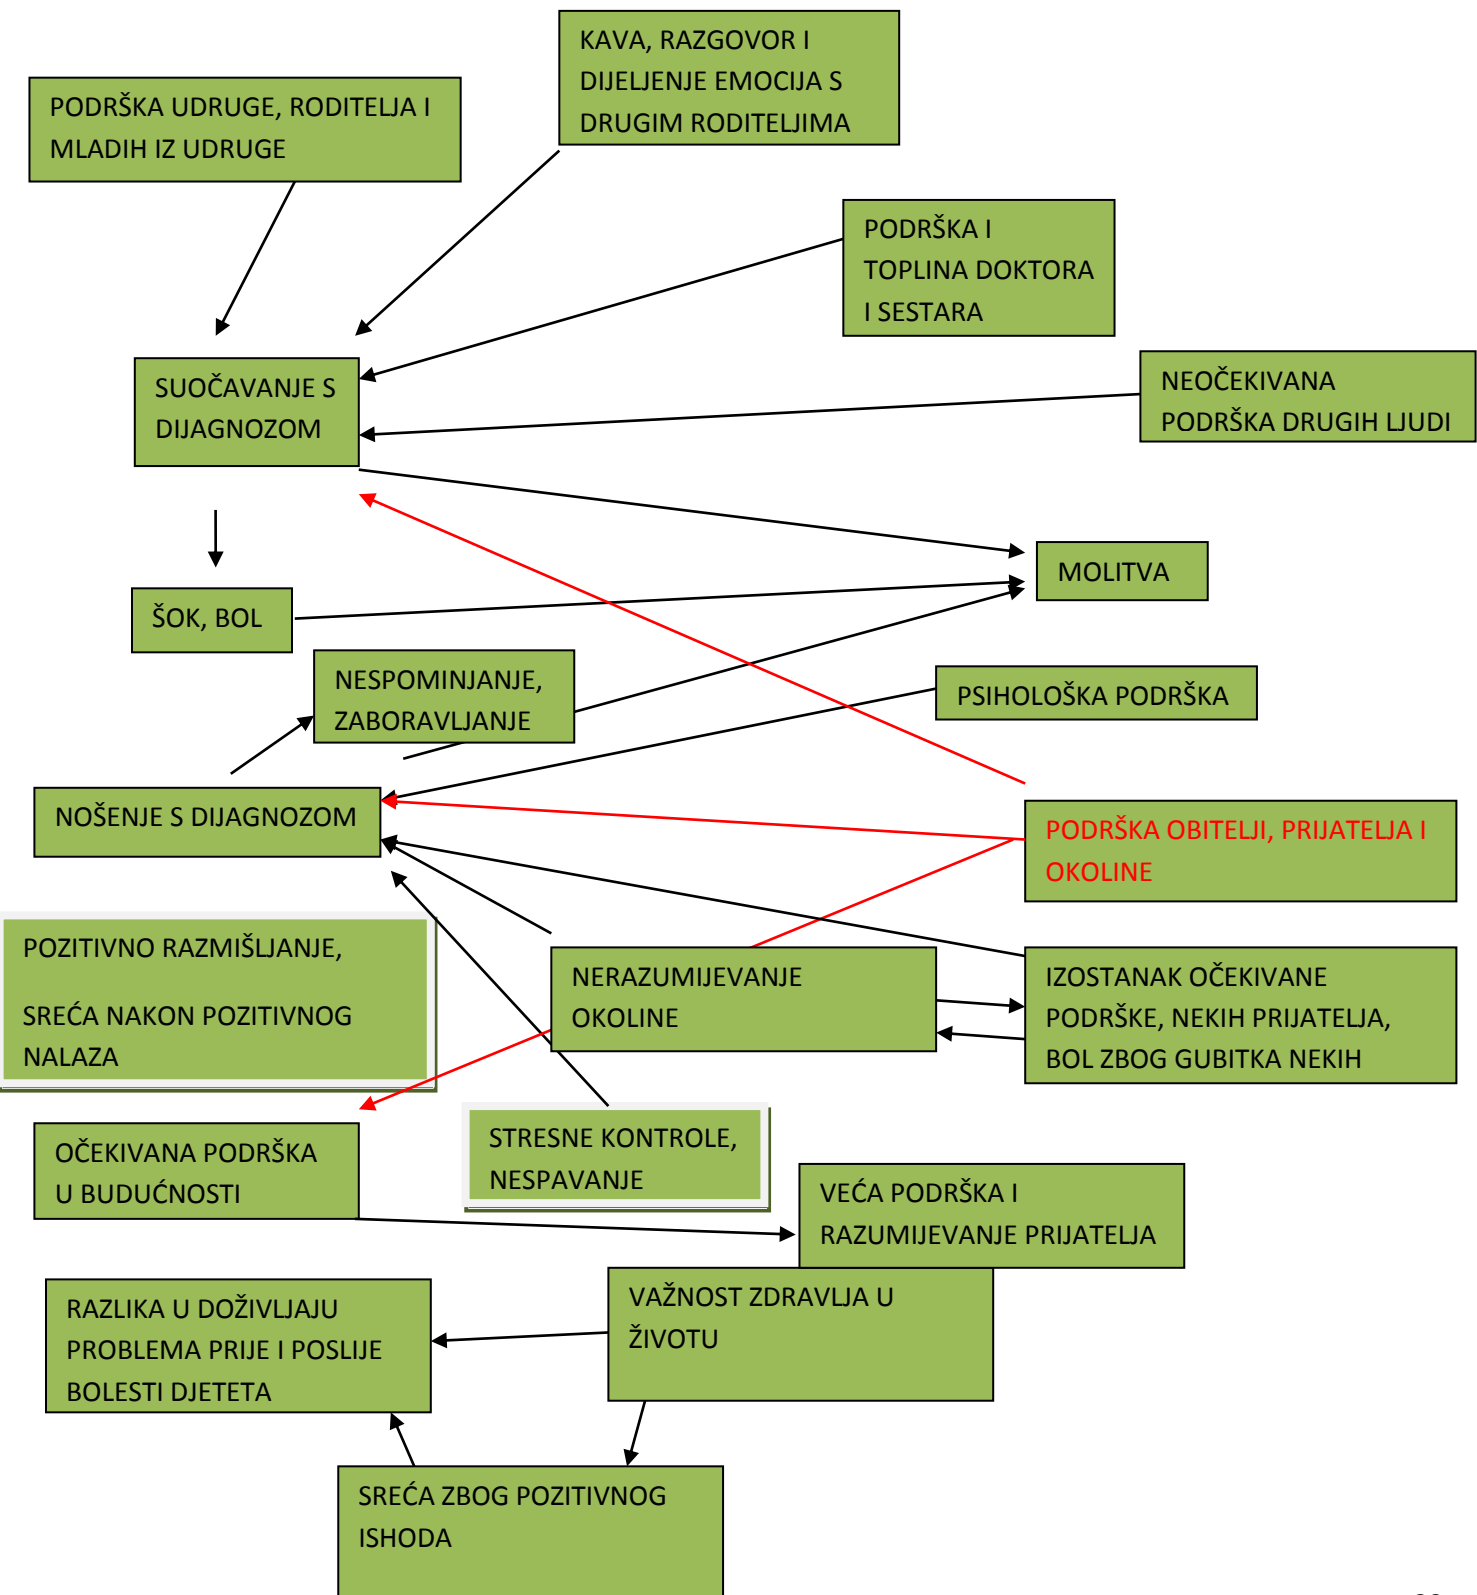 KAVA, RAZGOVOR I
DIJELJENJE EMOCIJA S
DRUGIM RODITELJIMA
PODRŠKA UDRUGE, RODITELJA I
MLADIH IZ UDRUGE
PODRŠKA I
TOPLINA DOKTORA
I SESTARA
SUOČAVANJE S
DIJAGNOZOM
NEOČEKIVANA
PODRŠKA DRUGIH LJUDI
MOLITVA
ŠOK, BOL
NESPOMINJANJE,
ZABORAVLJANJE
PSIHOLOŠKA PODRŠKA
NOŠENJE S DIJAGNOZOM
PODRŠKA OBITELJI, PRIJATELJA I
OKOLINE
POZITIVNO RAZMIŠLJANJE,
SREĆA NAKON POZITIVNOG
NALAZA
NERAZUMIJEVANJE
OKOLINE
IZOSTANAK OČEKIVANE
PODRŠKE, NEKIH PRIJATELJA,
BOL ZBOG GUBITKA NEKIH
OČEKIVANA PODRŠKA
U BUDUĆNOSTI
STRESNE KONTROLE,
NESPAVANJE
VEĆA PODRŠKA I
RAZUMIJEVANJE PRIJATELJA
RAZLIKA U DOŽIVLJAJU
PROBLEMA PRIJE I POSLIJE
BOLESTI DJETETA
VAŽNOST ZDRAVLJA U
ŽIVOTU
SREĆA ZBOG POZITIVNOG
ISHODA